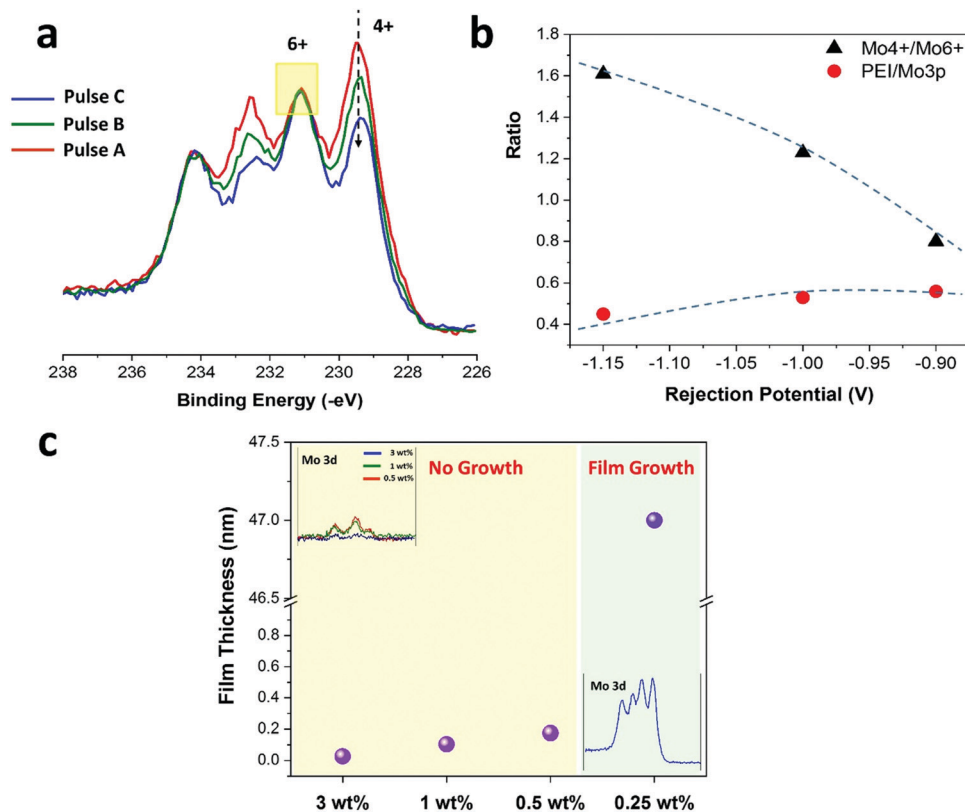 a
6+
4+
Pulse C
Pulse B
Pulse A
238
236
234
232
230
228
226
Binding Energy (-eV)
b
Mo4+/Mo6+
PEI/Mo3p
1.8
1.6
1.4
1.2
1.0
0.8
0.6
0.4
Ratio
-1.15
-1.10
-1.05
-1.00
-0.95
-0.90
Rejection Potential (V)
c
47.5
47.0
46.5
0.8
0.6
0.4
0.2
0.0
Film Thickness (nm)
Mo 3d
3 wt%
1 wt%
0.5 wt%
No Growth
Film Growth
Mo 3d
3 wt%
1 wt%
0.5 wt%
0.25 wt%